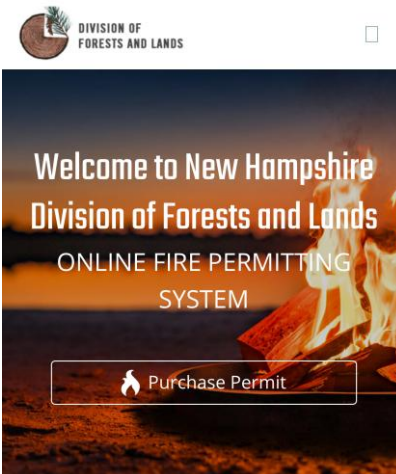 DIVISION OF
FORESTS AND LANDS
Welcome to New Hampshire
Division of Forests and Lands
ONLINE FIRE PERMITTING
SYSTEM
Purchase Permit